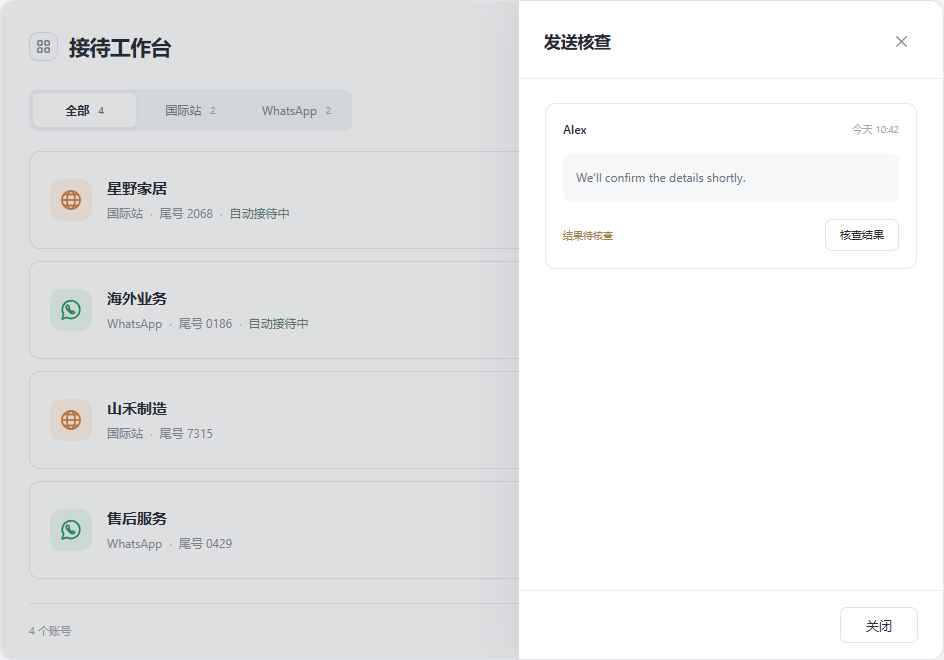 接待工作台
全部 4 国际站 2 WhatsApp 2
星野家居
国际站 · 尾号 2068 · 自动接待中
海外业务
WhatsApp · 尾号 0186 · 自动接待中
山禾制造
国际站 · 尾号 7315
售后服务
WhatsApp · 尾号 0429
4 个账号
发送核查
Alex 今天 10:42
We'll confirm the details shortly.
结果待核查 核查结果
关闭